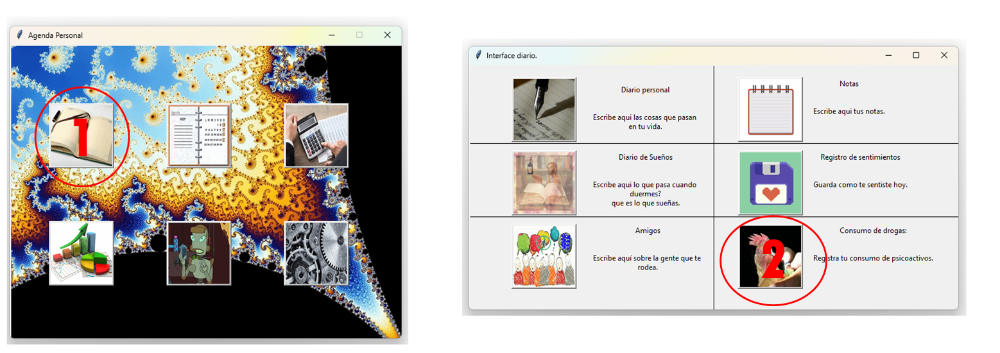 Agenda Personal
1
Agenda
HOY
L M M J V S D
Interface diario.
Diario personal
Escribe aqui las cosas que pasan
en tu vida.
Notas
Escribe aqui tus notas.
Diario de Sueños
Escribe aqui lo que pasa cuando
duermes?
que es lo que sueñas.
Registro de sentimientos
Guarda como te sentiste hoy.
Amigos
Escribe aquí sobre la gente que te
rodea.
2
Consumo de drogas:
Registra tu consumo de psicoactivos.